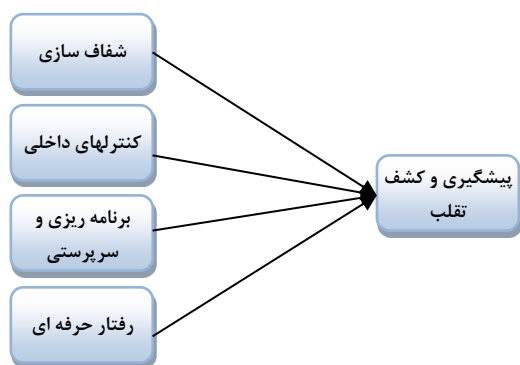 شفاف سازی
کنترلهای داخلی
برنامه ریزی و
سرپرستی
رفتار حرفه ای
پیشگیری و کشف
تقلب